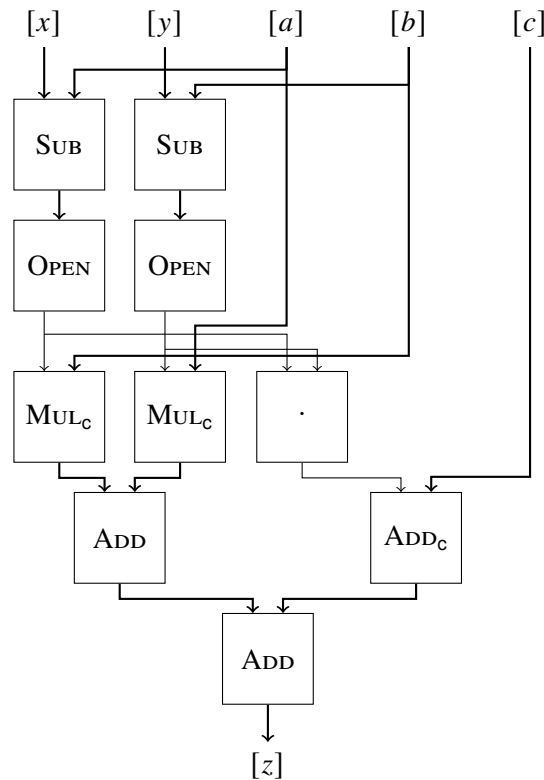 [x] [y] [a] [b] [c]
SUB SUB
OPEN OPEN
MULc MULc ·
ADD ADDc
ADD
[z]